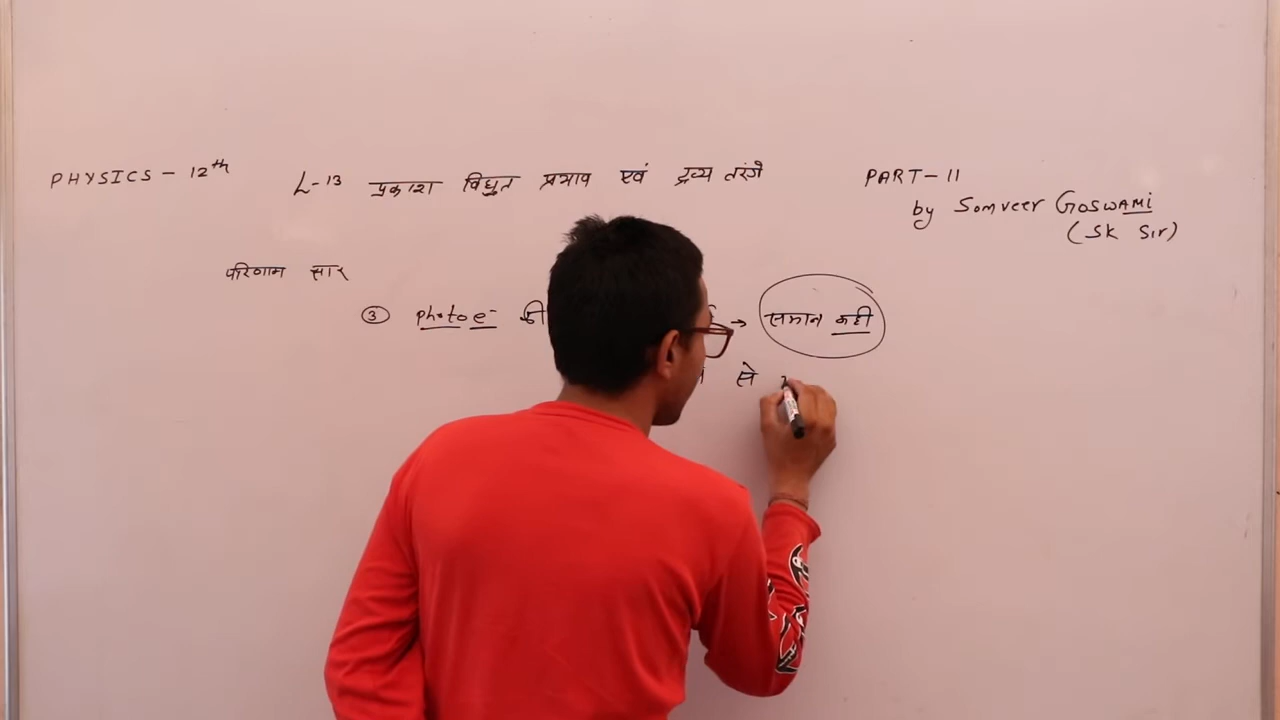 PHYSICS - 12th L-13 प्रकाश विद्युत प्रभाव एवं द्रव्य तरंगे PART-11
by Somveer GOSWAMI
(SK Sir)
परिणाम सार
③ photoe- की → समान नही
से